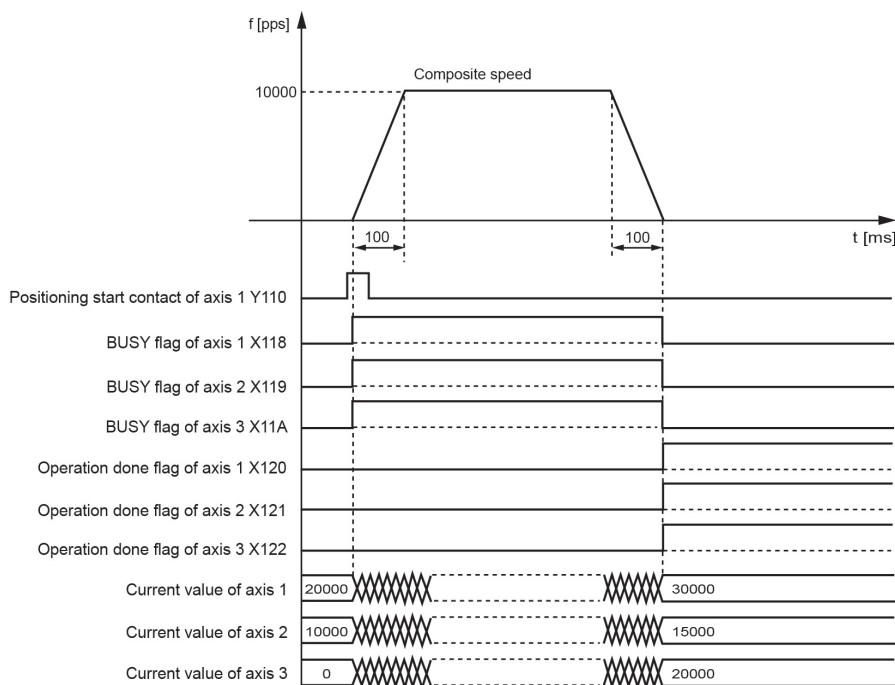 f [pps]
Composite speed
10000
100
100
t [ms]
Positioning start contact of axis 1 Y110
BUSY flag of axis 1 X118
BUSY flag of axis 2 X119
BUSY flag of axis 3 X11A
Operation done flag of axis 1 X120
Operation done flag of axis 2 X121
Operation done flag of axis 3 X122
Current value of axis 1 20000 30000
Current value of axis 2 10000 15000
Current value of axis 3 0 20000